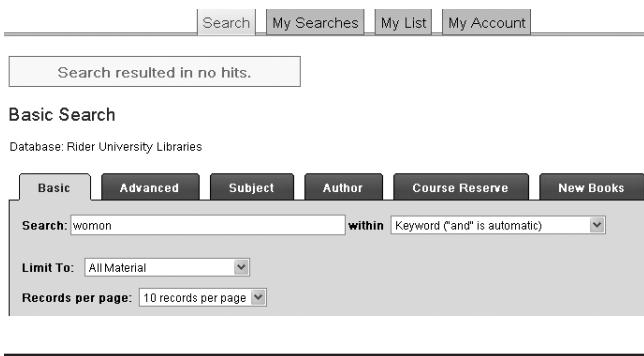 Search My Searches My List My Account
Search resulted in no hits.
Basic Search
Database: Rider University Libraries
Basic Advanced Subject Author Course Reserve New Books
Search: womon within Keyword ("and" is automatic)
Limit To: All Material
Records per page: 10 records per page